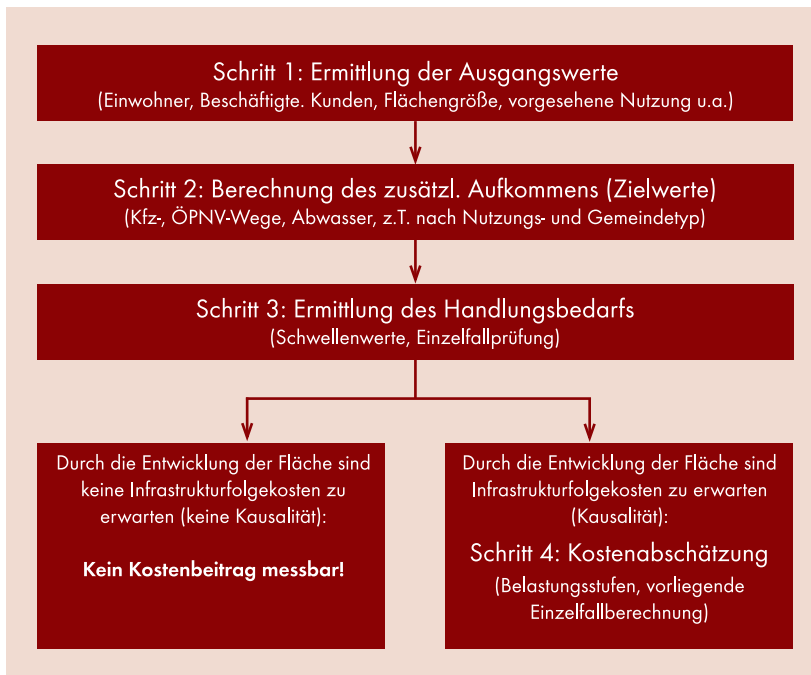 Schritt 1: Ermittlung der Ausgangswerte
(Einwohner, Beschäftigte. Kunden, Flächengröße, vorgesehene Nutzung u.a.)
Schritt 2: Berechnung des zusätzl. Aufkommens (Zielwerte)
(Kfz-, ÖPNV-Wege, Abwasser, z.T. nach Nutzungs- und Gemeindetyp)
Schritt 3: Ermittlung des Handlungsbedarfs
(Schwellenwerte, Einzelfallprüfung)
Durch die Entwicklung der Fläche sind
keine Infrastrukturfolgekosten zu
erwarten (keine Kausalität):
Kein Kostenbeitrag messbar!
Durch die Entwicklung der Fläche sind
Infrastrukturfolgekosten zu erwarten
(Kausalität):
Schritt 4: Kostenabschätzung
(Belastungsstufen, vorliegende
Einzelfallberechnung)